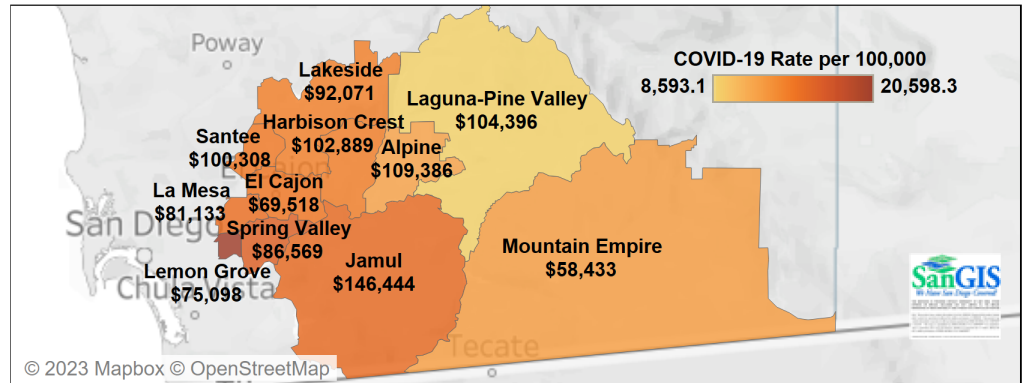 Poway
COVID-19 Rate per 100,000
8,593.1
20,598.3
Lakeside
$92,071
Laguna-Pine Valley
$104,396
Harbison Crest
$102,889
Santee
$100,308
Alpine
$109,386
El Cajon
$69,518
La Mesa
$81,133
San Diego
Spring Valley
$86,569
Mountain Empire
$58,433
Jamul
$146,444
Lemon Grove
$75,098
Chula Vista
SanGIS
We Have San Diego Covered!
Tecate
© 2023 Mapbox © OpenStreetMap